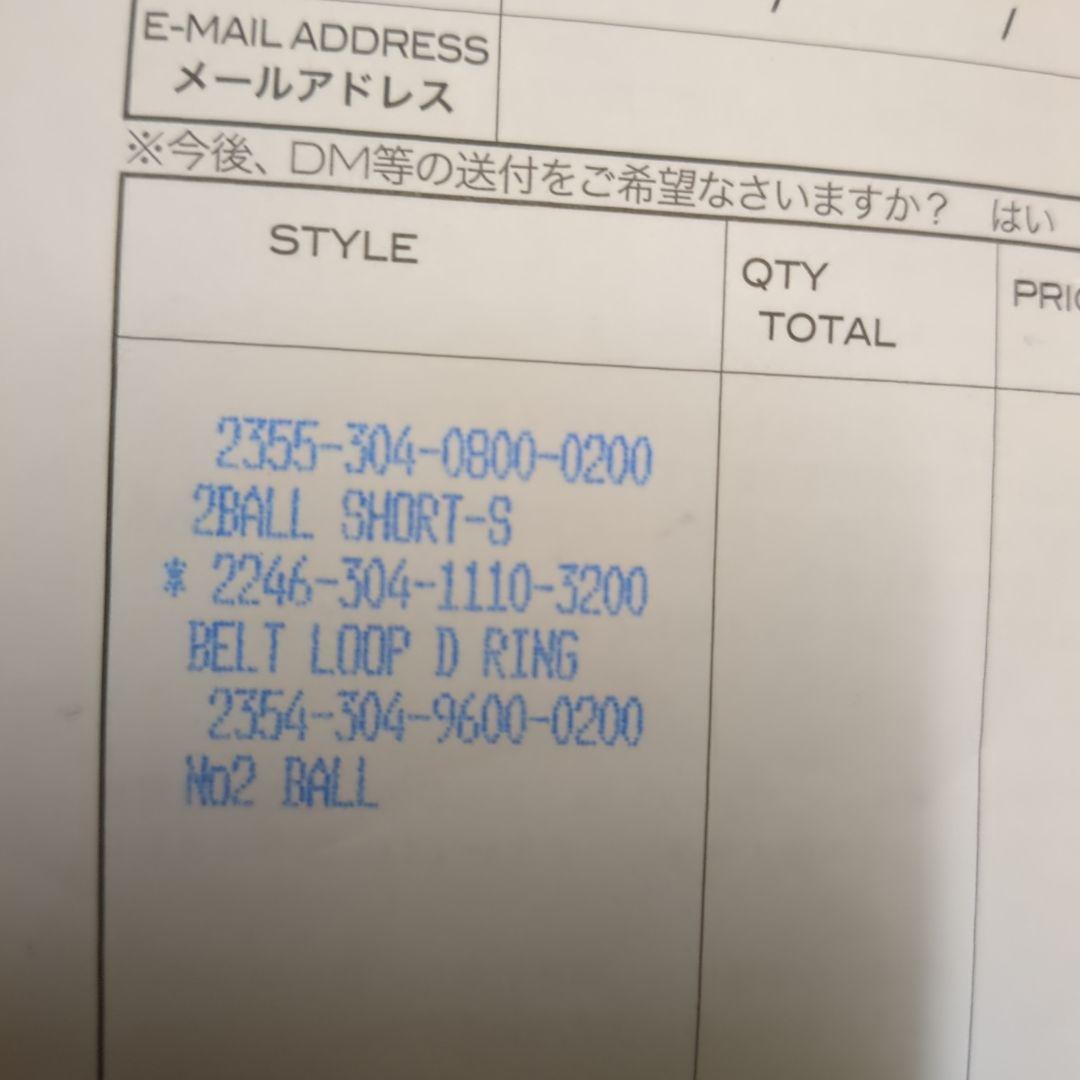 E-MAIL ADDRESS
メールアドレス
※今後、DM等の送付をご希望なさいますか? はい
STYLE
QTY
TOTAL
2355-304-0800-0200
2BALL SHORT-S
* 2246-304-1110-3200
BELT LOOP D RING
2354-304-9600-0200
No2 BALL